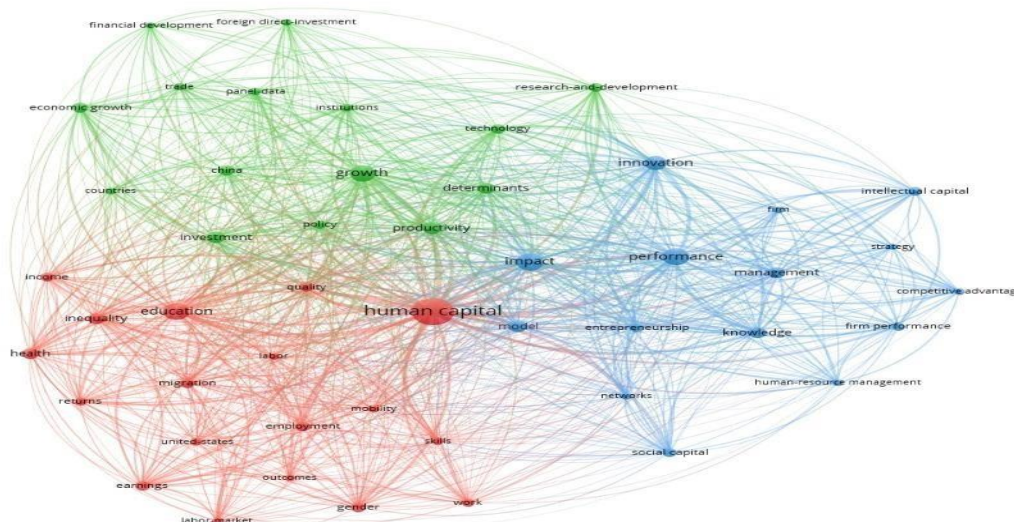 financial development
foreign direct-investment
trade
panel-data
research-and-development
economic growth
institutions
technology
china
growth
innovation
countries
determinants
intellectual capital
firm
policy
productivity
investment
strategy
impact
performance
management
income
quality
competitive advantag
education
human capital
inequality
model
entrepreneurship
knowledge
firm performance
health
labor
migration
human-resource management
returns
mobility
networks
employment
united-states
skills
social capital
earnings
outcomes
gender
work
labor-market